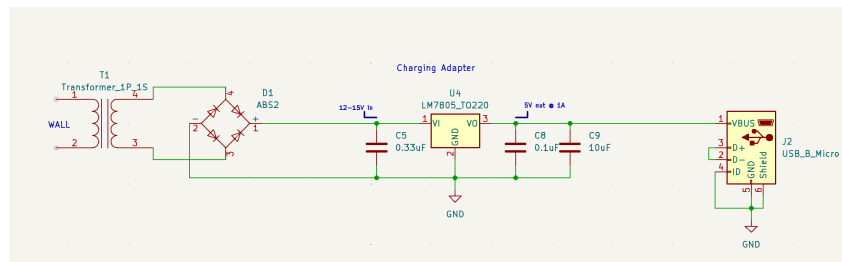 Charging Adapter
T1
Transformer_1P_1S
1
4
WALL
2
3
D1
ABS2
4
-
2
+
1
3
12-15V in
U4
LM7805_TO220
1
VI
VO
3
GND
2
5V out @ 1A
C5
0.33uF
C8
0.1uF
C9
10uF
GND
1
VBUS
3
D+
2
D-
4
ID
GND
Shield
5
6
J2
USB_B_Micro
GND